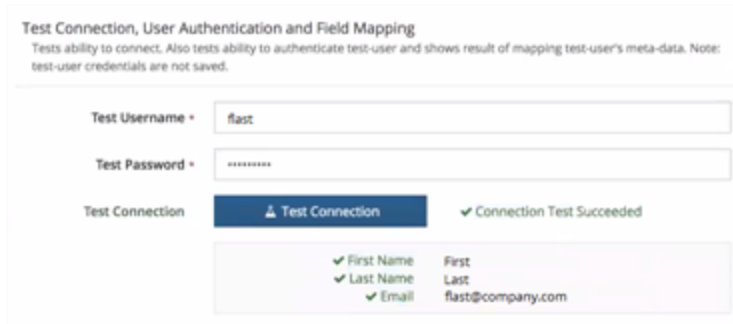 Test Connection, User Authentication and Field Mapping
Tests ability to connect. Also tests ability to authenticate test-user and shows result of mapping test-user's meta-data. Note:
test-user credentials are not saved.
Test Username •
flast
Test Password •
•••••••••
Test Connection
Test Connection
✔ Connection Test Succeeded
✔ First Name First
✔ Last Name Last
✔ Email flast@company.com